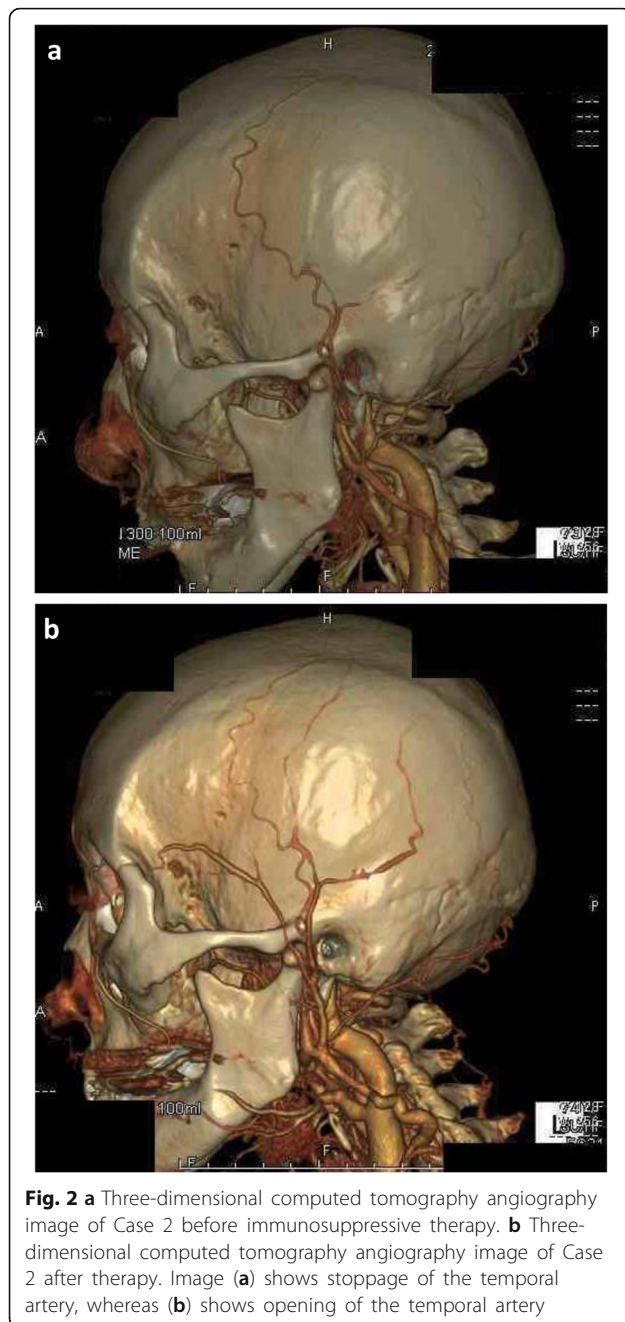 a
H
2
A
P
A
I300 100ml
ME
F
F
b
H
A
P
A
100ml
F
F
Fig. 2 a Three-dimensional computed tomography angiography
image of Case 2 before immunosuppressive therapy. b Three-
dimensional computed tomography angiography image of Case
2 after therapy. Image (a) shows stoppage of the temporal
artery, whereas (b) shows opening of the temporal artery